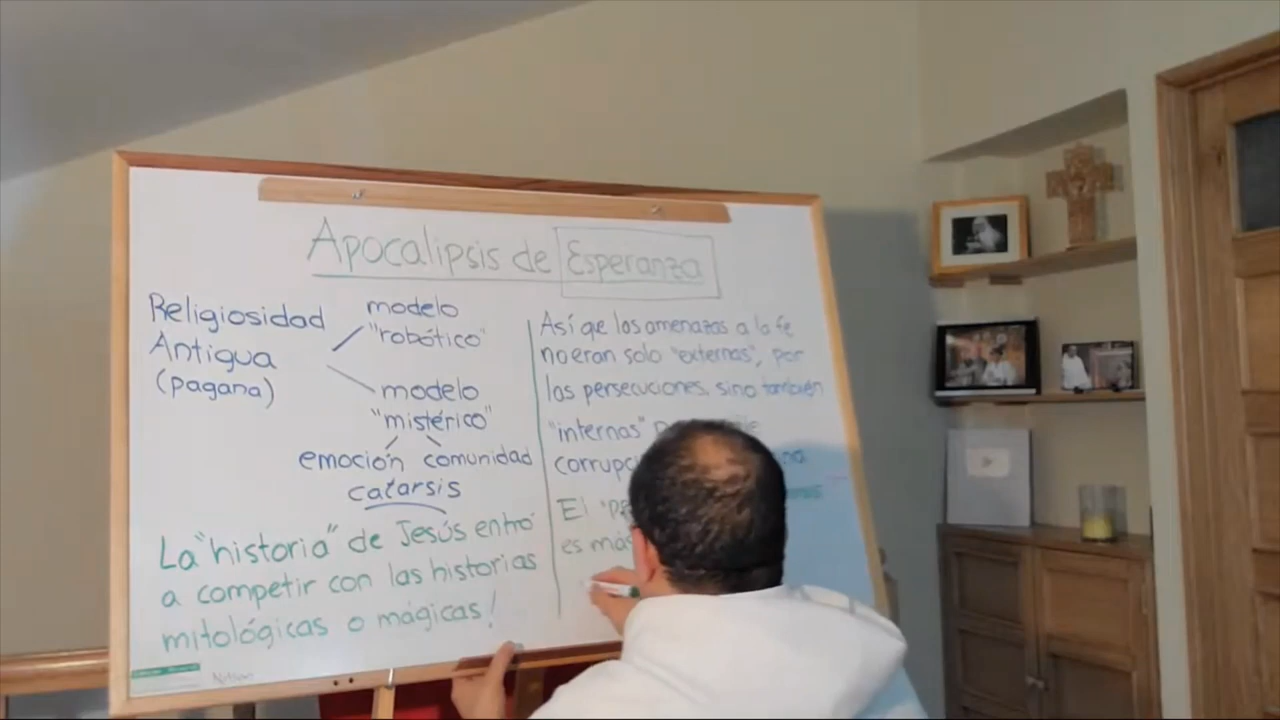 Apocalipsis de Esperanza
Religiosidad
Antigua
(pagana)
modelo
"robótico"
modelo
"mistérico"
emoción comunidad
catarsis
La "historia" de Jesús entró
a competir con las historias
mitológicas o mágicas!
Así qe las amenazas a la fe
no eran solo "externas", por
las persecuciones, sino también
"internas"
El
es más